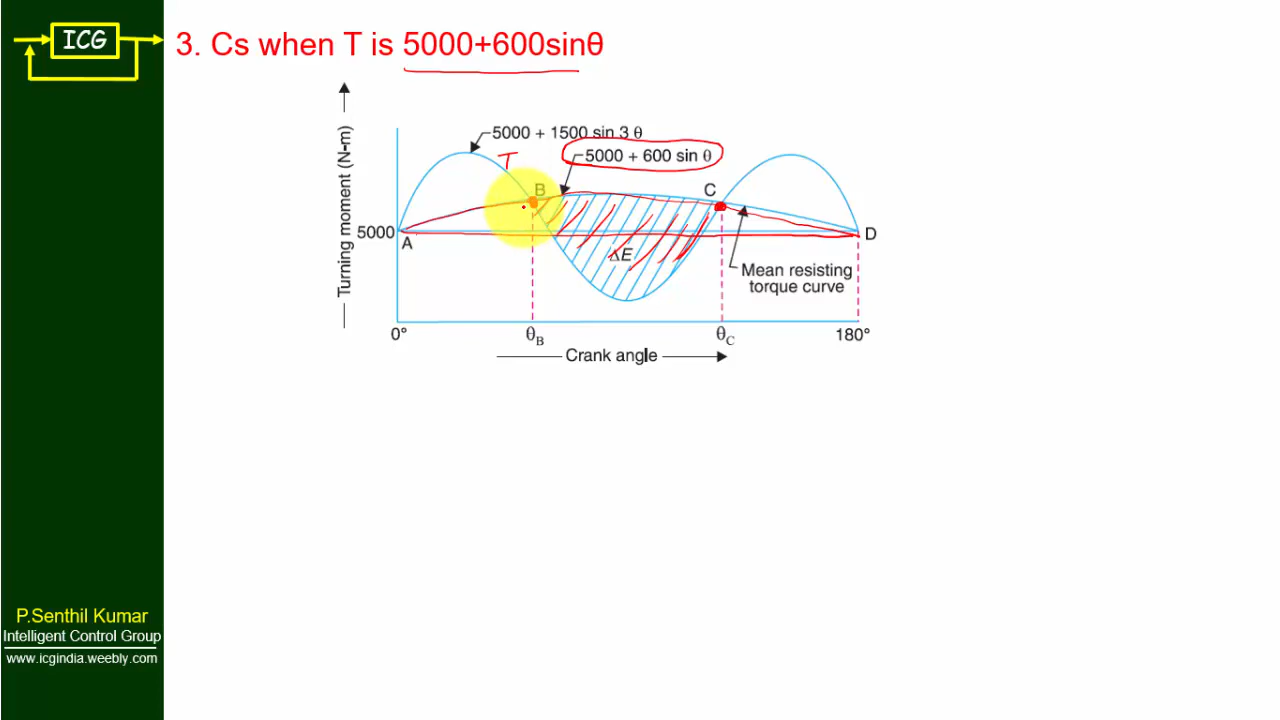 ICG
3. Cs when T is 5000+600sinθ
Turning moment (N-m)
5000 + 1500 sin 3 θ
T
5000 + 600 sin θ
B
C
5000
A
D
ΔE
Mean resisting
torque curve
0°
θB
θC
180°
Crank angle
P.Senthil Kumar
Intelligent Control Group
www.icgindia.weebly.com